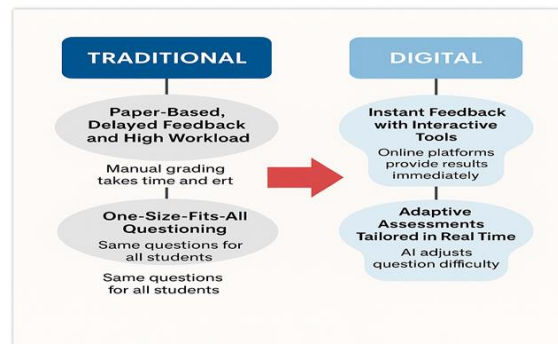 TRADITIONAL
Paper-Based,
Delayed Feedback
and High Workload
Manual grading
takes time and ert
One-Size-Fits-All
Questioning
Same questions for
all students
Same questions
for all students
DIGITAL
Instant Feedback
with Interactive
Tools
Online platforms
provide results
immediately
Adaptive
Assessments
Tailored in Real Time
AI adjusts
question difficulty